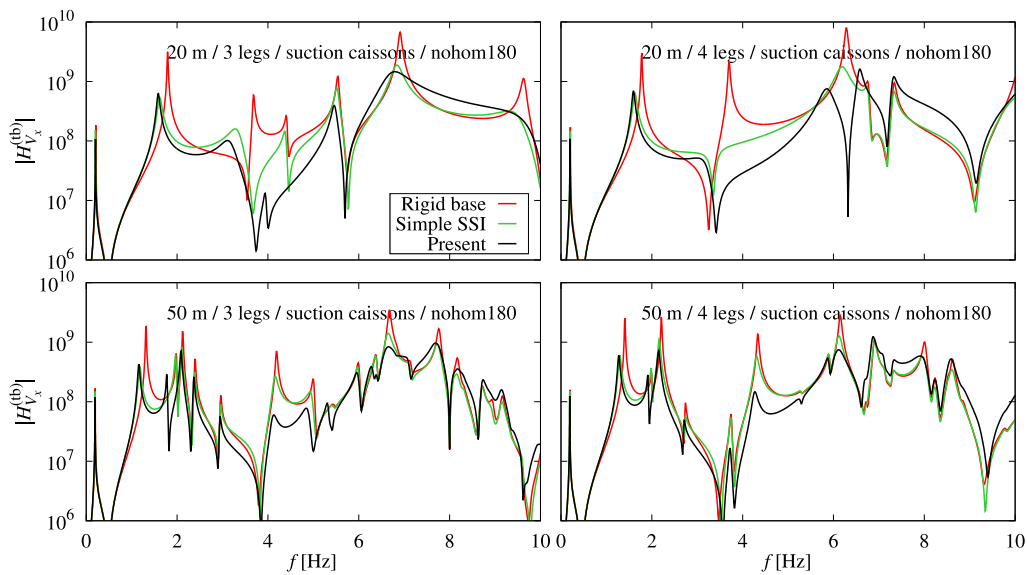 10^10
10^9
10^8
10^7
10^6
|H_{V_x}^{(tb)}|
20 m / 3 legs / suction caissons / nohom180
Rigid base
Simple SSI
Present
20 m / 4 legs / suction caissons / nohom180
10^10
10^9
10^8
10^7
10^6
|H_{V_x}^{(tb)}|
50 m / 3 legs / suction caissons / nohom180
50 m / 4 legs / suction caissons / nohom180
0 2 4 6 8 10
f [Hz]
0 2 4 6 8 10
f [Hz]